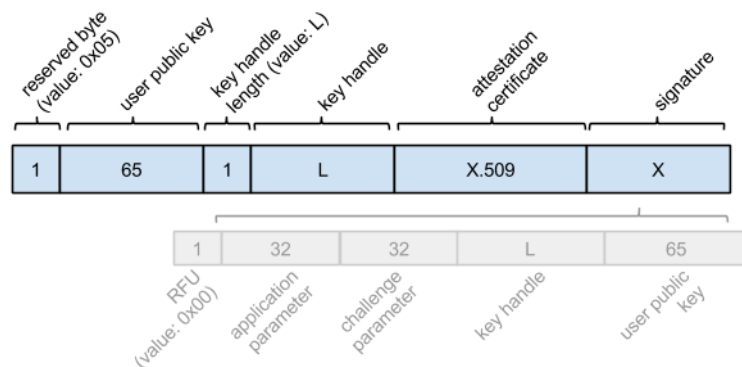 reserved byte
(value: 0x05)
user public key
key handle
length (value: L)
key handle
attestation
certificate
signature
1
65
1
L
X.509
X
1
32
32
L
65
RFU
(value: 0x00)
application
parameter
challenge
parameter
key handle
user public
key